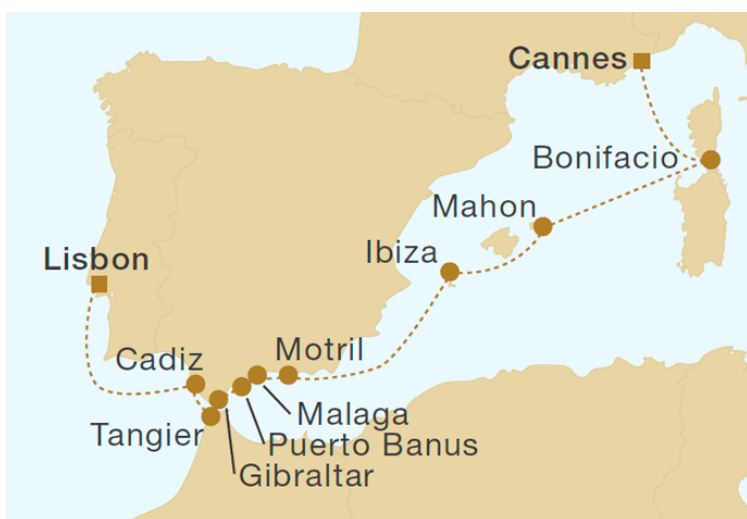 Cannes
Bonifacio
Mahon
Ibiza
Lisbon
Motril
Cadiz
Malaga
Tangier
Puerto Banus
Gibraltar